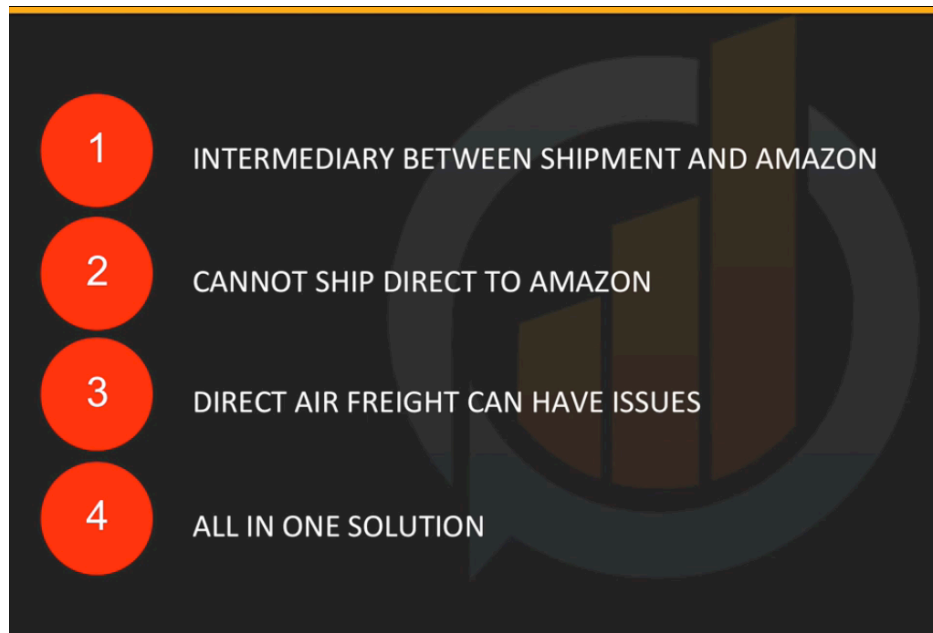 1 INTERMEDIARY BETWEEN SHIPMENT AND AMAZON
2 CANNOT SHIP DIRECT TO AMAZON
3 DIRECT AIR FREIGHT CAN HAVE ISSUES
4 ALL IN ONE SOLUTION